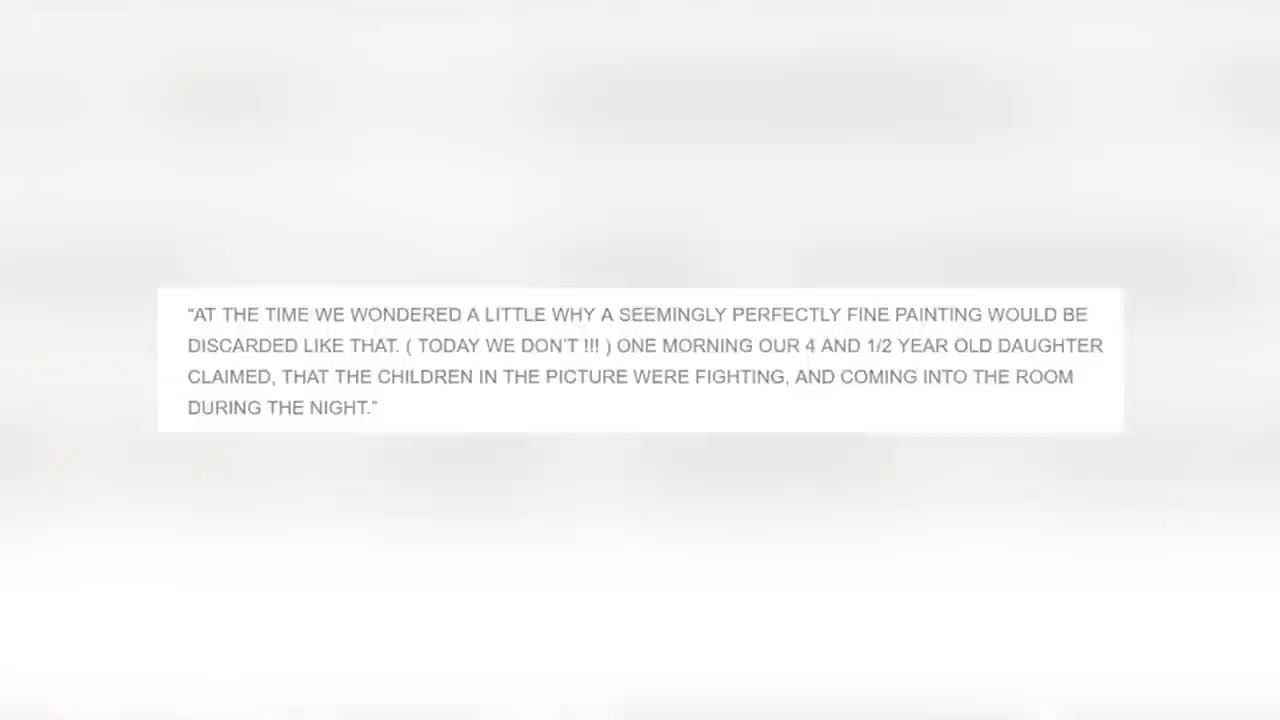 “AT THE TIME WE WONDERED A LITTLE WHY A SEEMINGLY PERFECTLY FINE PAINTING WOULD BE
DISCARDED LIKE THAT. ( TODAY WE DON'T !!! ) ONE MORNING OUR 4 AND 1/2 YEAR OLD DAUGHTER
CLAIMED, THAT THE CHILDREN IN THE PICTURE WERE FIGHTING, AND COMING INTO THE ROOM
DURING THE NIGHT.”